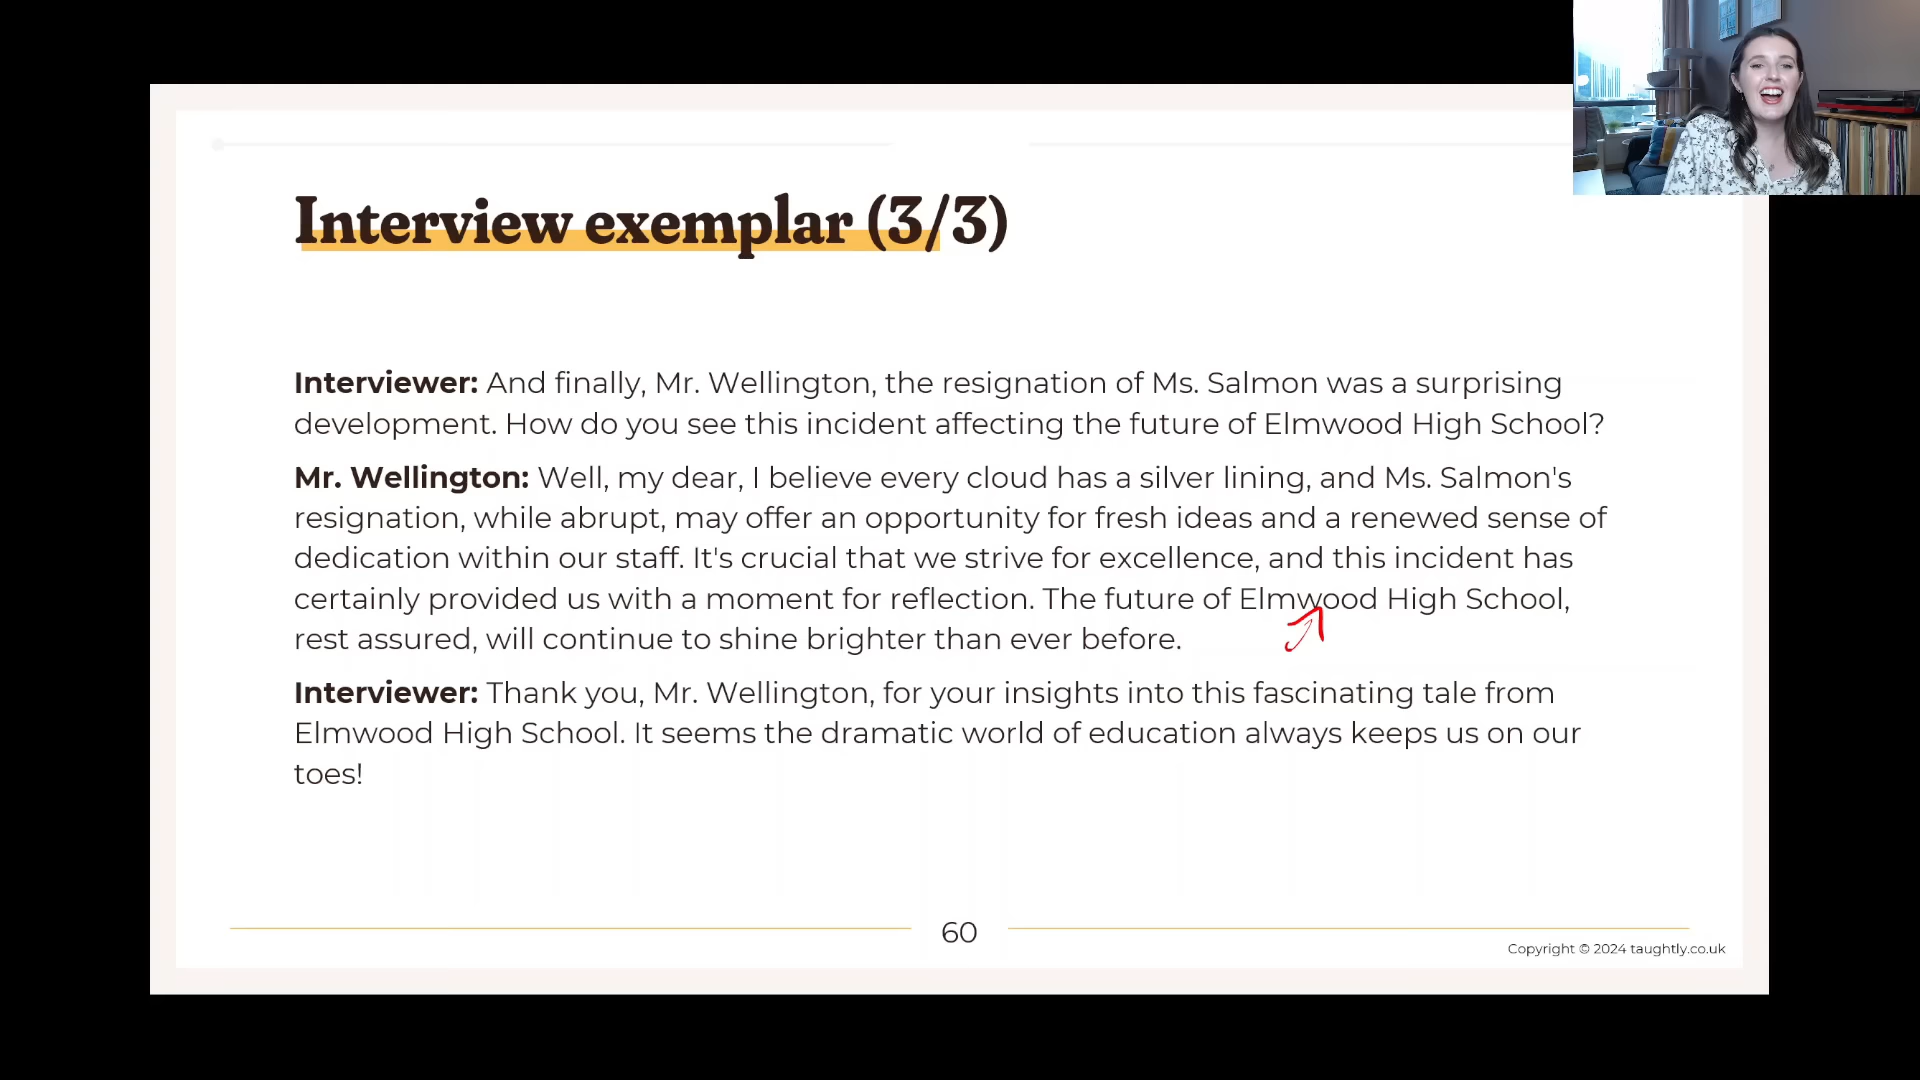 Interview exemplar (3/3)
Interviewer: And finally, Mr. Wellington, the resignation of Ms. Salmon was a surprising
development. How do you see this incident affecting the future of Elmwood High School?
Mr. Wellington: Well, my dear, I believe every cloud has a silver lining, and Ms. Salmon's
resignation, while abrupt, may offer an opportunity for fresh ideas and a renewed sense of
dedication within our staff. It's crucial that we strive for excellence, and this incident has
certainly provided us with a moment for reflection. The future of Elmwood High School,
rest assured, will continue to shine brighter than ever before.
Interviewer: Thank you, Mr. Wellington, for your insights into this fascinating tale from
Elmwood High School. It seems the dramatic world of education always keeps us on our
toes!
60
Copyright © 2024 taughtly.co.uk